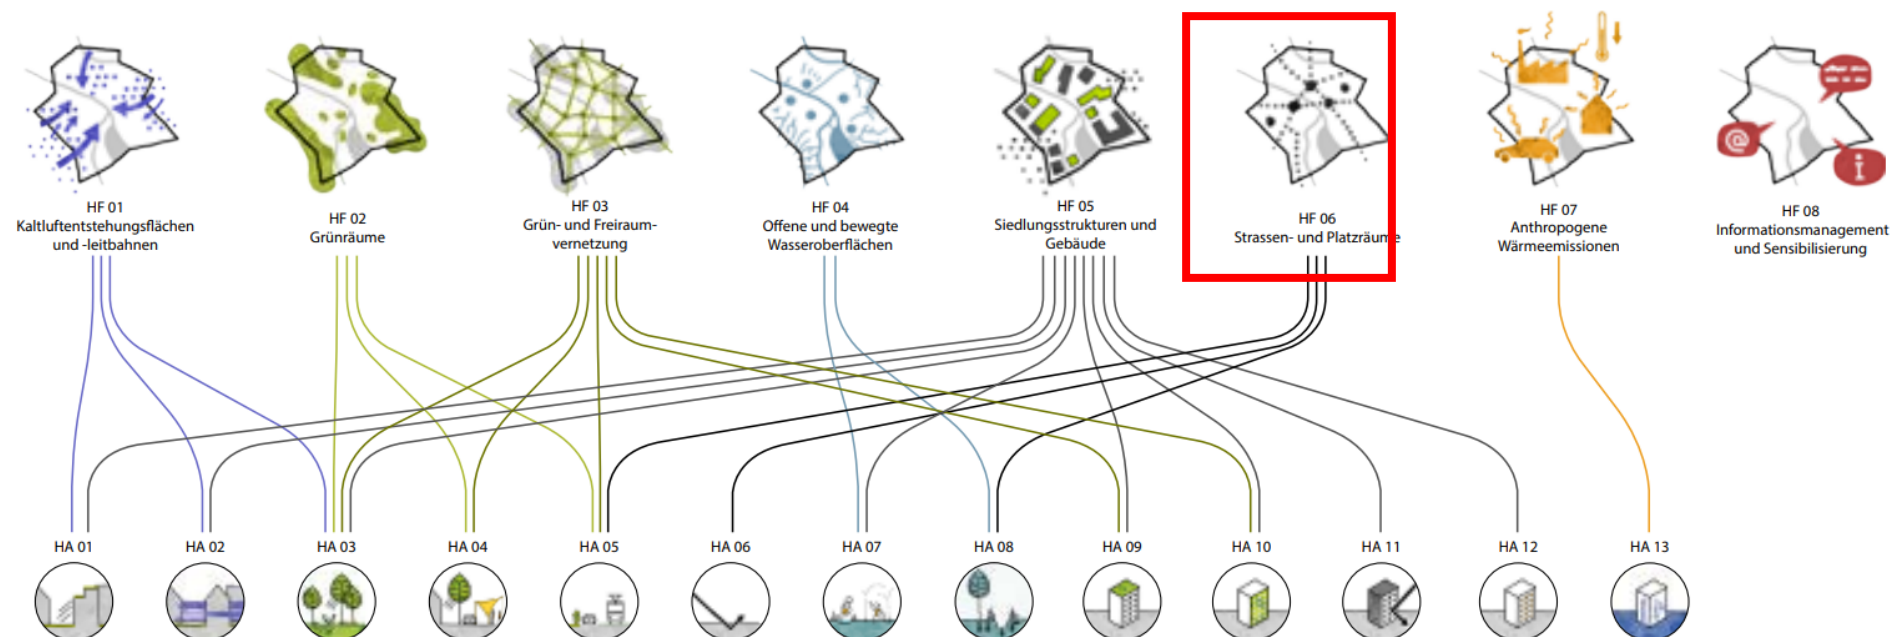 HF 01
Kaltluftentstehungsflächen
und -leitbahnen
HF 02
Grünräume
HF 03
Grün- und Freiraum-
vernetzung
HF 04
Offene und bewegte
Wasseroberflächen
HF 05
Siedlungsstrukturen und
Gebäude
HF 06
Strassen- und Platzräume
HF 07
Anthropogene
Wärmeemissionen
@
i
HF 08
Informationsmanagement
und Sensibilisierung
HA 01
HA 02
HA 03
HA 04
HA 05
HA 06
HA 07
HA 08
HA 09
HA 10
HA 11
HA 12
HA 13